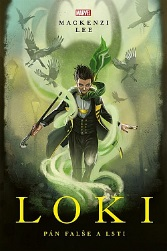 MARVEL
MACKENZI
LEE
LOKI
PÁN FALŠE A LSTI